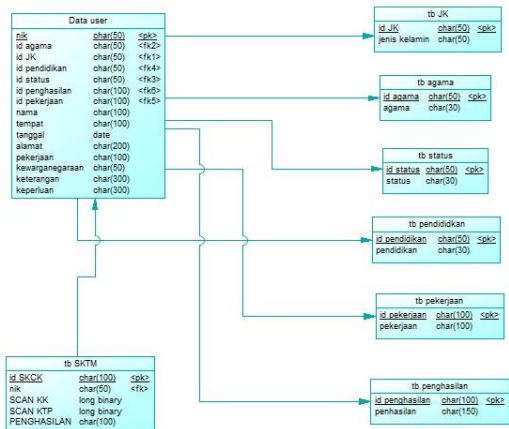 Data user
nik char(50) <pk>
id agama char(50) <fk2>
id JK char(50) <fk1>
id pendidikan char(50) <fk4>
id status char(50) <fk3>
id penghasilan char(100) <fk6>
id pekerjaan char(100) <fk5>
nama char(100)
tempat char(100)
tanggal date
alamat char(200)
pekerjaan char(100)
kewarganegaraan char(50)
keterangan char(300)
keperluan char(300)
tb SKTM
id SKCK char(100) <pk>
nik char(50) <fk>
SCAN KK long binary
SCAN KTP long binary
PENGHASILAN char(100)
tb JK
id JK char(50) <pk>
jenis kelamin char(50)
tb agama
id agama char(50) <pk>
agama char(30)
tb status
id status char(50) <pk>
status char(30)
tb pendididkan
id pendidikan char(50) <pk>
pendidikan char(30)
tb pekerjaan
id pekerjaan char(100) <pk>
pekerjaan char(100)
tb penghasilan
id penghasilan char(100) <pk>
penhasilan char(150)